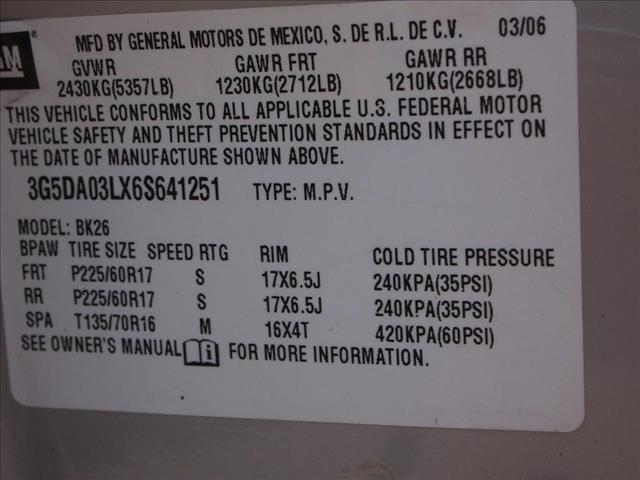 GM ®
MFD BY GENERAL MOTORS DE MEXICO, S. DE R.L. DE C.V. 03/06
GVWR GAWR FRT GAWR RR
2430KG(5357LB) 1230KG(2712LB) 1210KG(2668LB)
THIS VEHICLE CONFORMS TO ALL APPLICABLE U.S. FEDERAL MOTOR
VEHICLE SAFETY AND THEFT PREVENTION STANDARDS IN EFFECT ON
THE DATE OF MANUFACTURE SHOWN ABOVE.
3G5DA03LX6S641251 TYPE: M.P.V.
MODEL: BK26
BPAW TIRE SIZE SPEED RTG RIM COLD TIRE PRESSURE
FRT P225/60R17 S 17X6.5J 240KPA(35PSI)
RR P225/60R17 S 17X6.5J 240KPA(35PSI)
SPA T135/70R16 M 16X4T 420KPA(60PSI)
SEE OWNER'S MANUAL i FOR MORE INFORMATION.